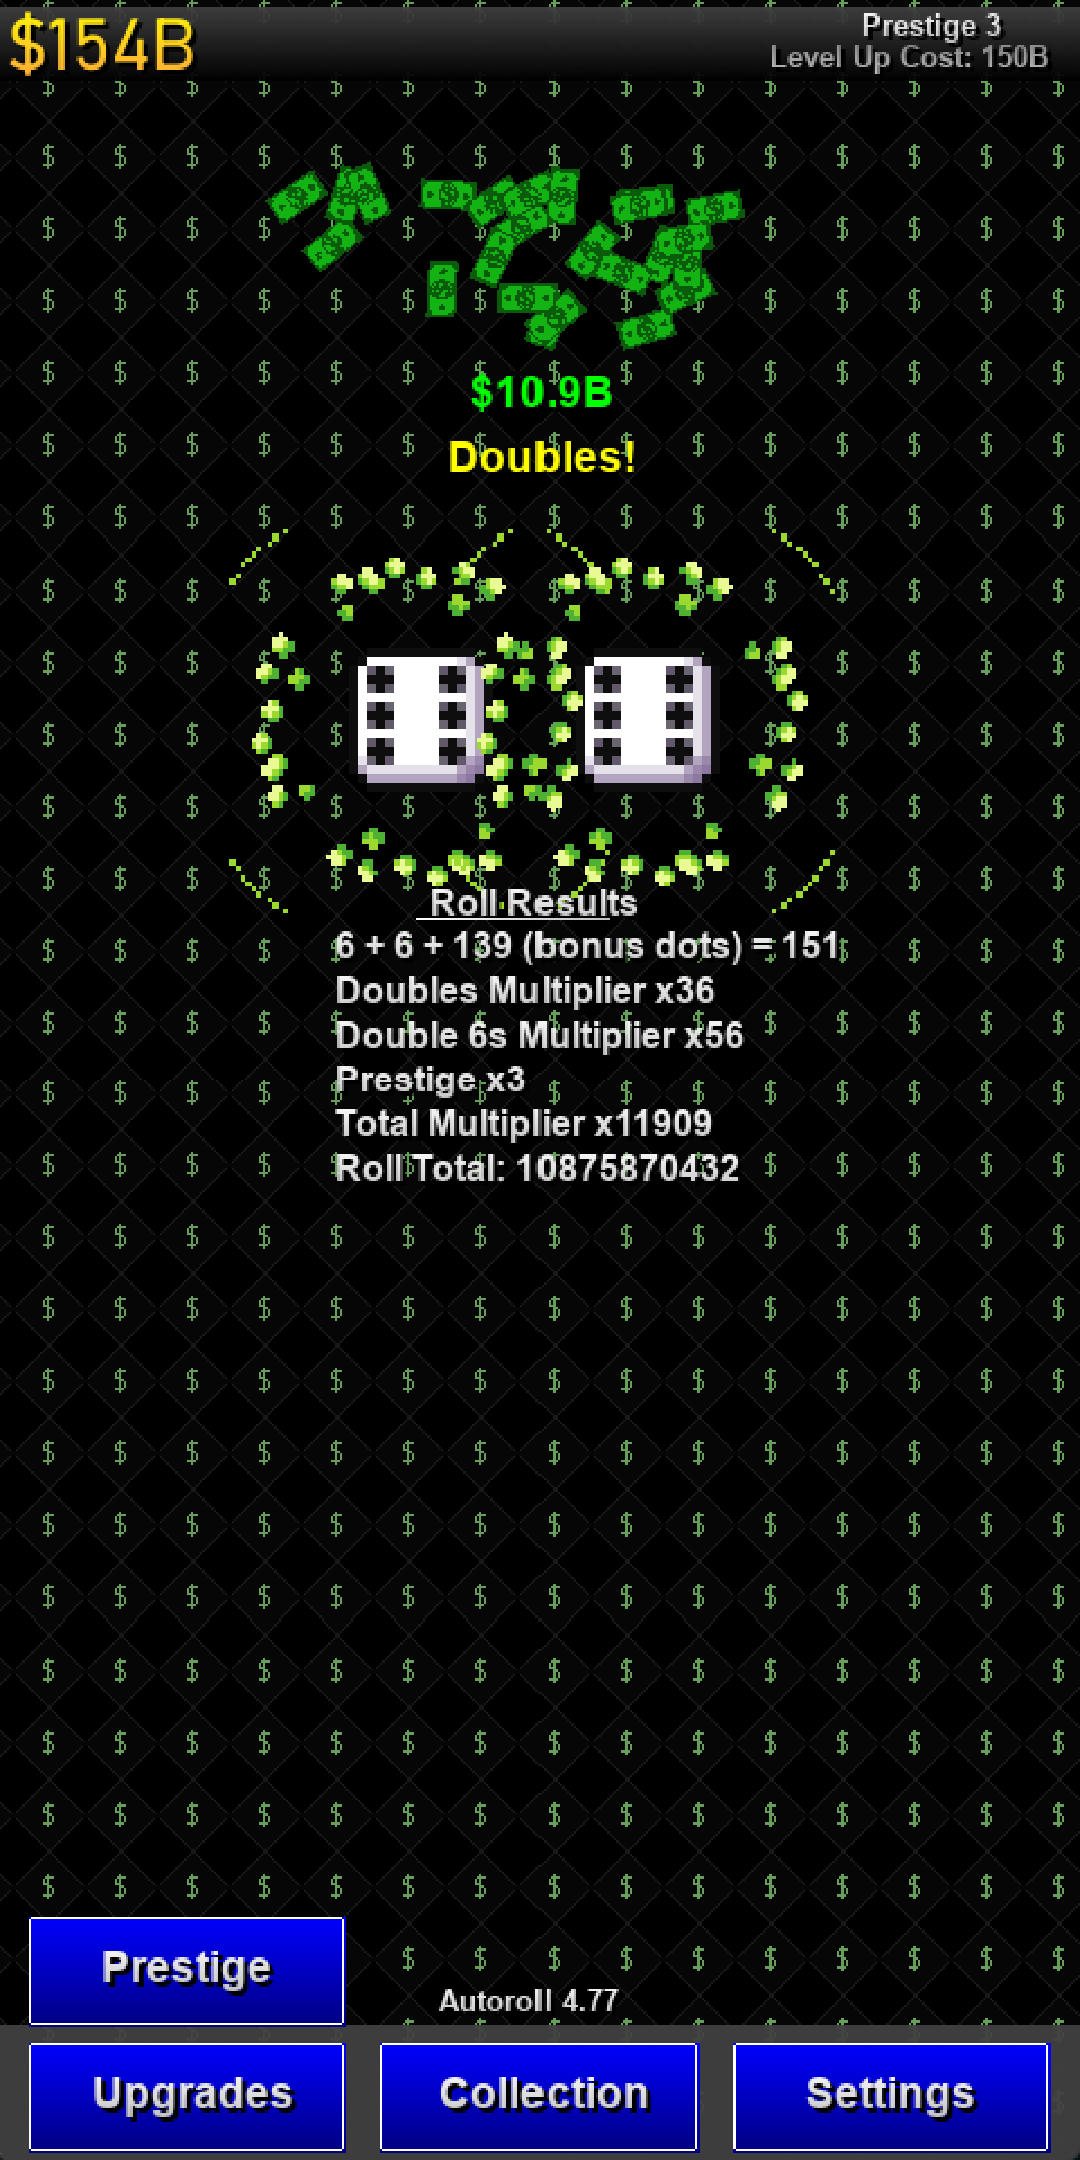 $154B
Prestige 3
Level Up Cost: 150B
$10.9B
Doubles!
Roll Results
6 + 6 + 139 (bonus dots) = 151
Doubles Multiplier x36
Double 6s Multiplier x56
Prestige x3
Total Multiplier x11909
Roll Total: 10875870432
Prestige
Autoroll 4.77
Upgrades
Collection
Settings